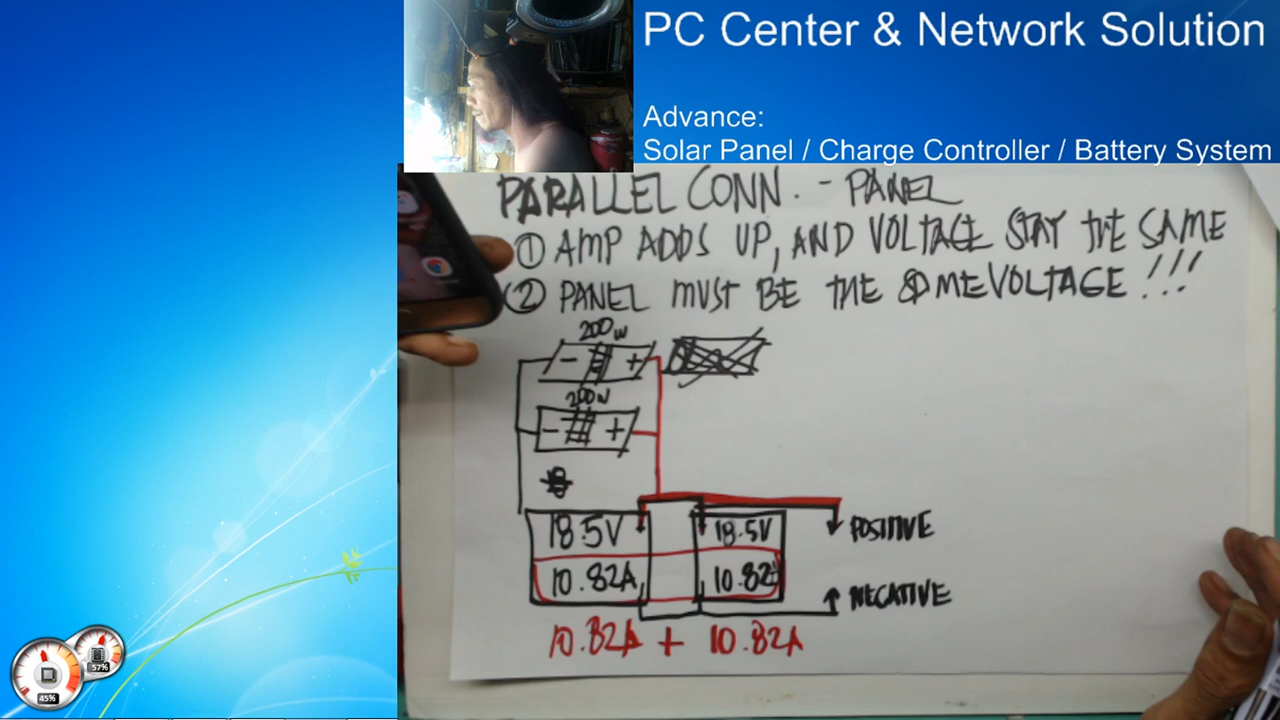 PC Center & Network Solution
Advance:
Solar Panel / Charge Controller / Battery System
PARALLEL CONN. - PANEL
① AMP ADDS UP, AND VOLTAGE STAY THE SAME
② PANEL MUST BE THE SAME VOLTAGE !!!
200W
- +
200W
- +
18.5V 18.5V
POSITIVE
10.82A 10.82A
NEGATIVE
10.82A + 10.82A
45%
57%